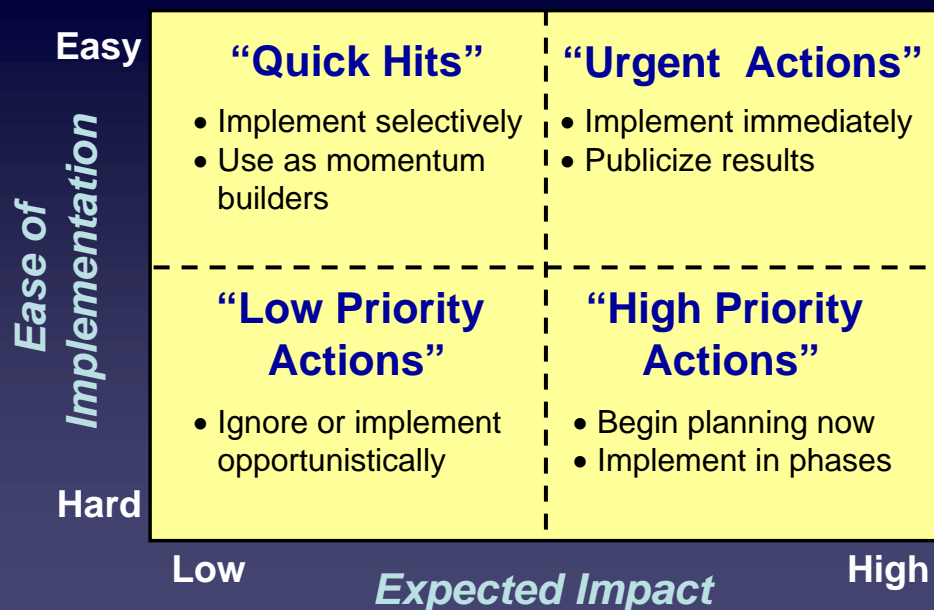 Easy
Ease of
Implementation
Hard
“Quick Hits”
• Implement selectively
• Use as momentum
builders
“Urgent Actions”
• Implement immediately
• Publicize results
“Low Priority
Actions”
• Ignore or implement
opportunistically
“High Priority
Actions”
• Begin planning now
• Implement in phases
Low
Expected Impact
High